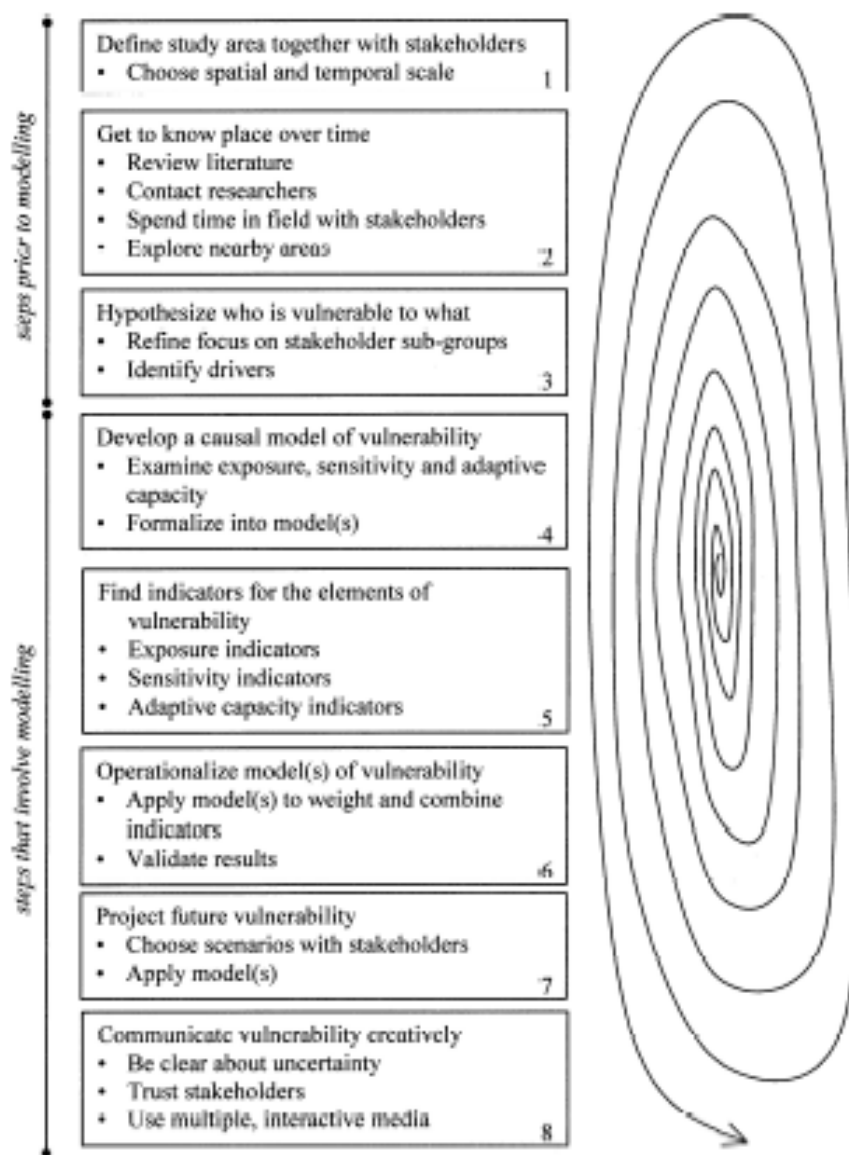 steps prior to modelling
Define study area together with stakeholders
• Choose spatial and temporal scale
1
Get to know place over time
• Review literature
• Contact researchers
• Spend time in field with stakeholders
- Explore nearby areas
2
Hypothesize who is vulnerable to what
• Refine focus on stakeholder sub-groups
• Identify drivers
3
steps that involve modelling
Develop a causal model of vulnerability
• Examine exposure, sensitivity and adaptive
capacity
• Formalize into model(s)
4
Find indicators for the elements of
vulnerability
• Exposure indicators
• Sensitivity indicators
• Adaptive capacity indicators
5
Operationalize model(s) of vulnerability
• Apply model(s) to weight and combine
indicators
• Validate results
6
Project future vulnerability
• Choose scenarios with stakeholders
• Apply model(s)
7
Communicate vulnerability creatively
• Be clear about uncertainty
• Trust stakeholders
• Use multiple, interactive media
8